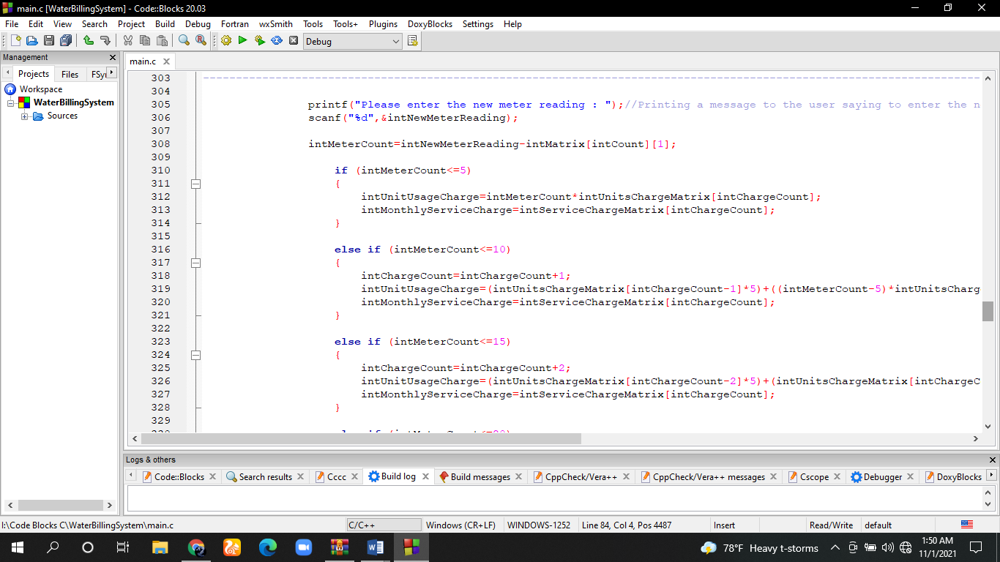 main.c [WaterBillingSystem] - Code::Blocks 20.03
File Edit View Search Project Build Debug Fortran wxSmith Tools Tools+ Plugins DoxyBlocks Settings Help
Debug
Management
main.c
Projects Files FSy
Workspace
WaterBillingSystem
Sources
303 ------------------------------------------------------------
304
305 printf("Please enter the new meter reading : ");//Printing a message to the user saying to enter the n
306 scanf("%d",&intNewMeterReading);
307
308 intMeterCount=intNewMeterReading-intMatrix[intCount][1];
309
310 if (intMeterCount<=5)
311 {
312 intUnitUsageCharge=intMeterCount*intUnitsChargeMatrix[intChargeCount];
313 intMonthlyServiceCharge=intServiceChargeMatrix[intChargeCount];
314 }
315
316 else if (intMeterCount<=10)
317 {
318 intChargeCount=intChargeCount+1;
319 intUnitUsageCharge=(intUnitsChargeMatrix[intChargeCount-1]*5)+((intMeterCount-5)*intUnitsCharg
320 intMonthlyServiceCharge=intServiceChargeMatrix[intChargeCount];
321 }
322
323 else if (intMeterCount<=15)
324 {
325 intChargeCount=intChargeCount+2;
326 intUnitUsageCharge=(intUnitsChargeMatrix[intChargeCount-2]*5)+(intUnitsChargeMatrix[intChargeC
327 intMonthlyServiceCharge=intServiceChargeMatrix[intChargeCount];
328 }
329
Logs & others
Code::Blocks Search results Cccc Build log Build messages CppCheck/Vera++ CppCheck/Vera++ messages Cscope Debugger DoxyBlocks
I:\Code Blocks C\WaterBillingSystem\main.c C/C++ Windows (CR+LF) WINDOWS-1252 Line 84, Col 4, Pos 4487 Insert Read/Write default
78°F Heavy t-storms
1:50 AM
11/1/2021